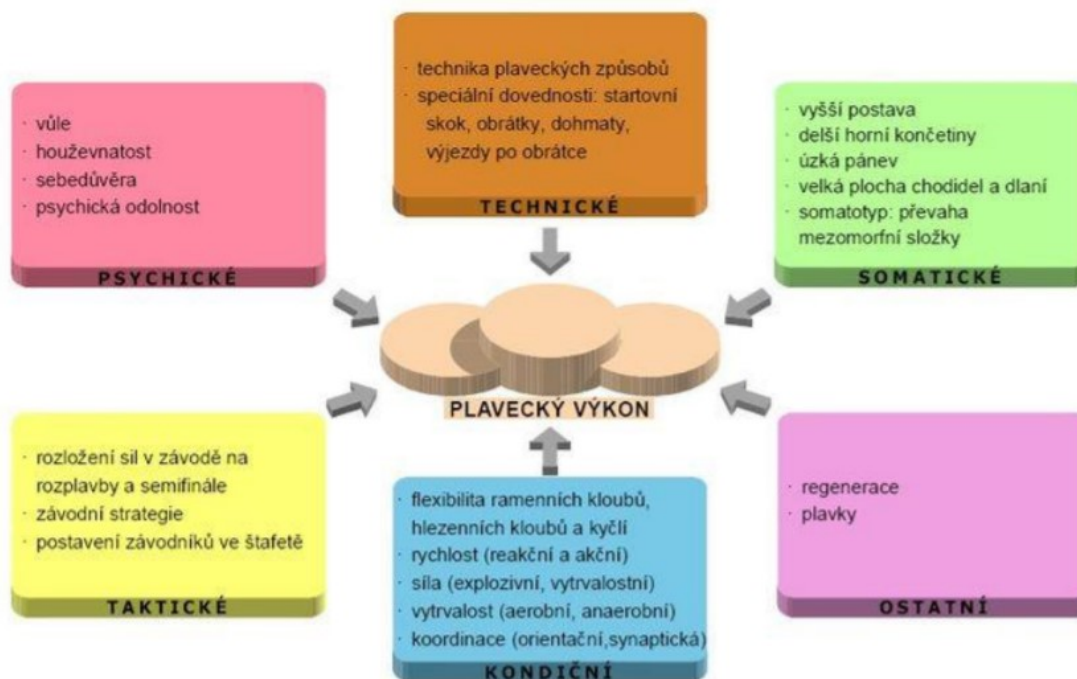 · technika plaveckých způsobů
· speciální dovednosti: startovní
skok, obrátky, dohmaty,
výjezdy po obrátce
TECHNICKÉ
· vůle
· houževnatost
· sebedůvěra
· psychická odolnost
PSYCHICKÉ
· vyšší postava
· delší horní končetiny
· úzká pánev
· velká plocha chodidel a dlaní
· somatotyp: převaha
mezomorfní složky
SOMATICKÉ
PLAVECKÝ VÝKON
· rozložení sil v závodě na
rozplavby a semifinále
· závodní strategie
· postavení závodníků ve štafetě
TAKTICKÉ
· flexibilita ramenních kloubů,
hlezenních kloubů a kyčlí
· rychlost (reakční a akční)
· síla (explozivní, vytrvalostní)
· vytrvalost (aerobní, anaerobní)
· koordinace (orientační,synaptická)
KONDIČNÍ
· regenerace
· plavky
OSTATNÍ